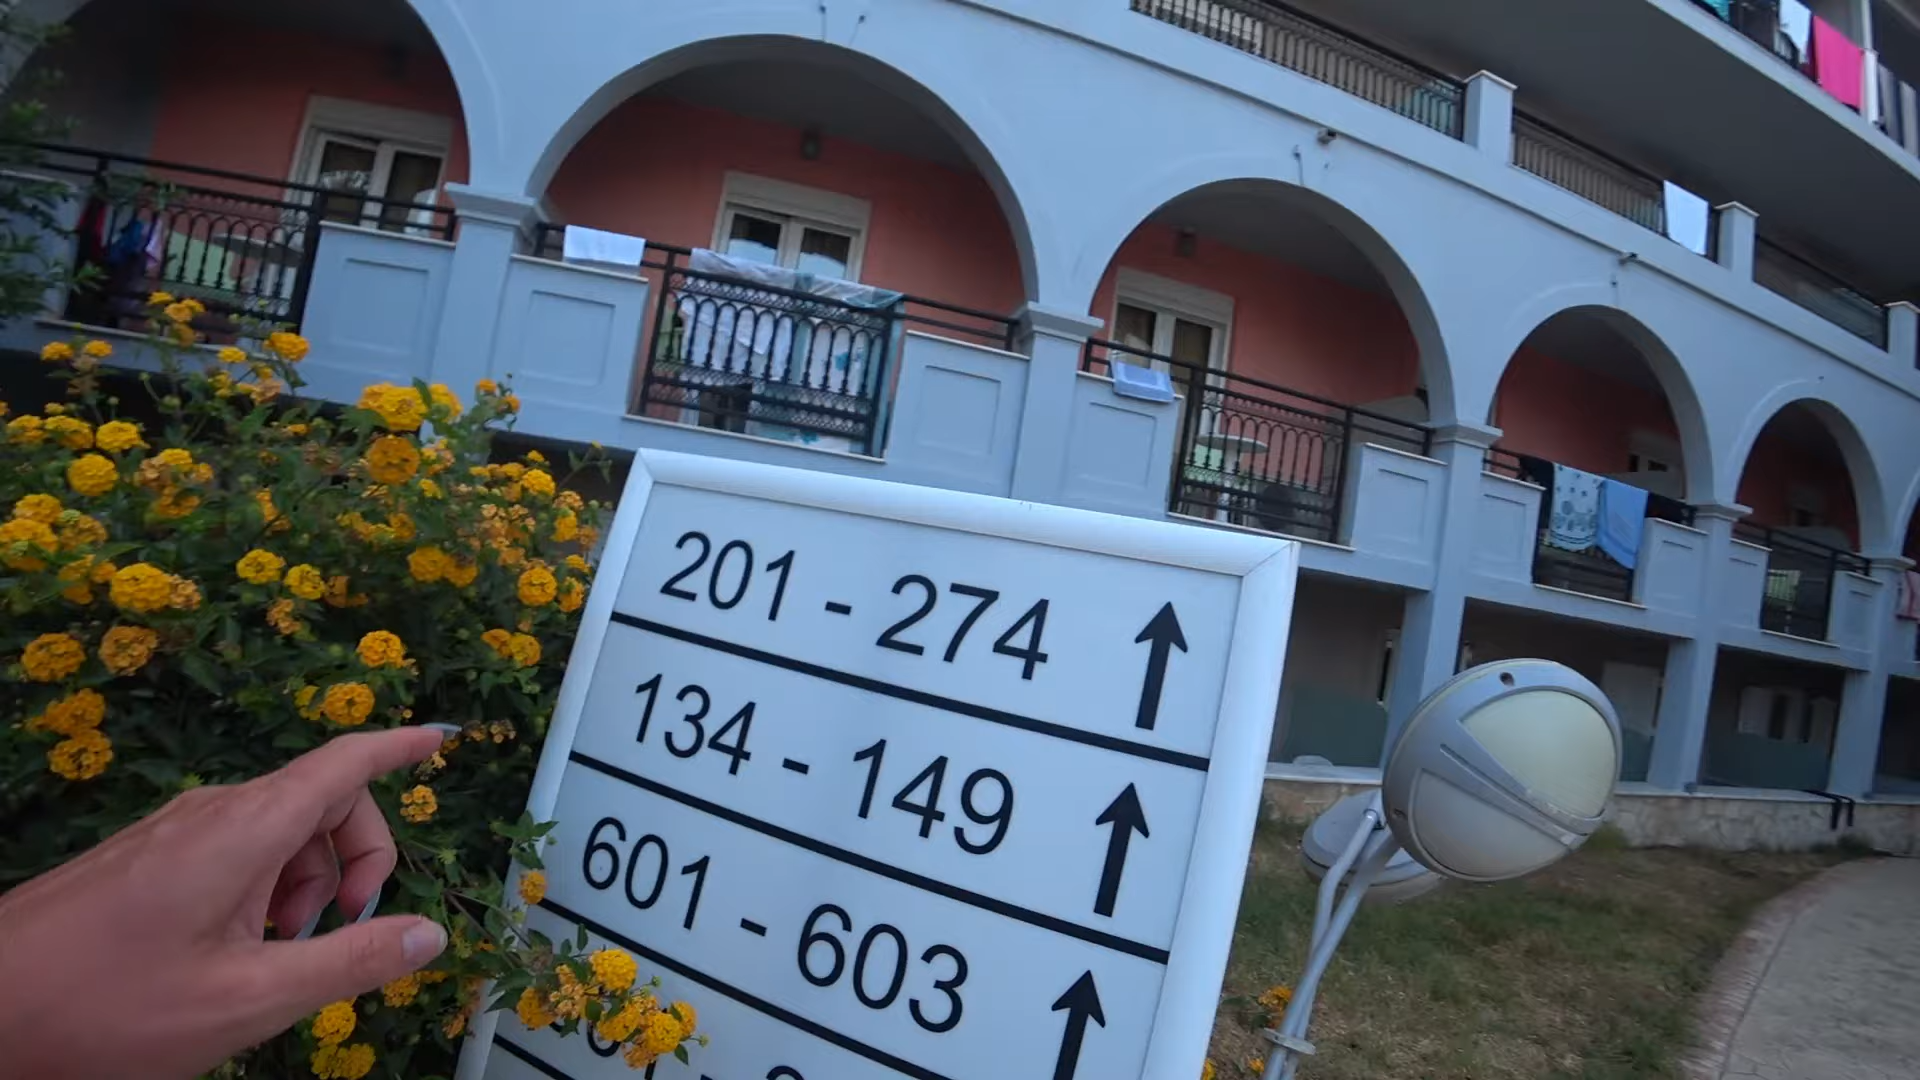 201 - 274 ↑
134 - 149 ↑
601 - 603 ↑